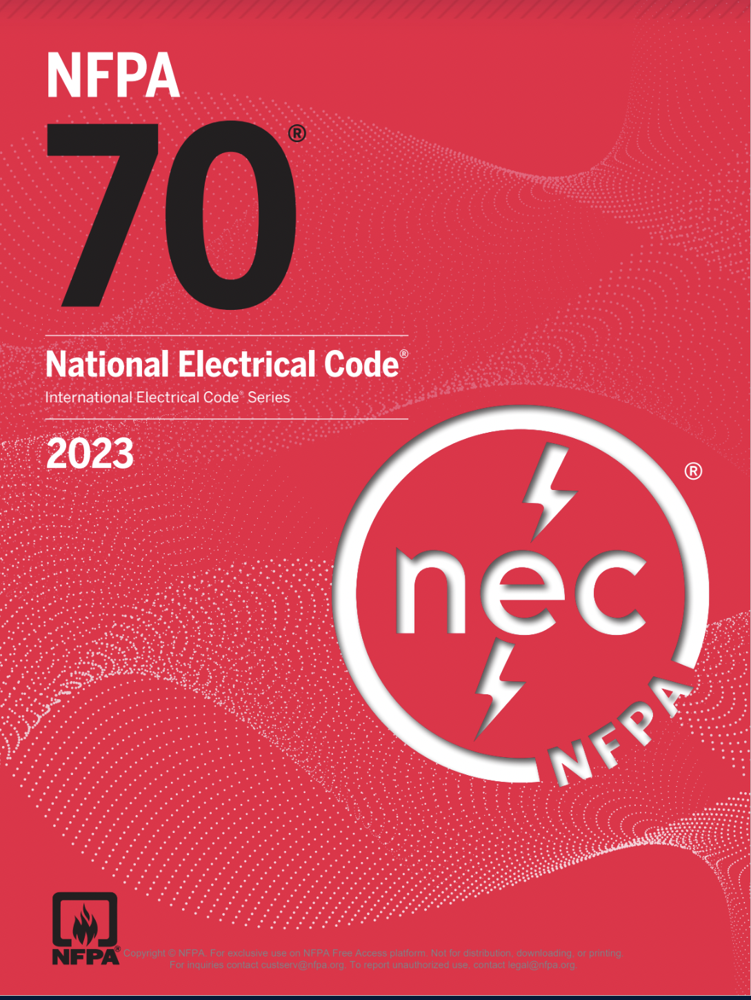 NFPA
70®
National Electrical Code®
International Electrical Code® Series
2023
®
nec
NFPA
NFPA®
Copyright © NFPA. For exclusive use on NFPA Free Access platform. Not for distribution, downloading, or printing.
For inquiries contact custserv@nfpa.org. To report unauthorized use, contact legal@nfpa.org.